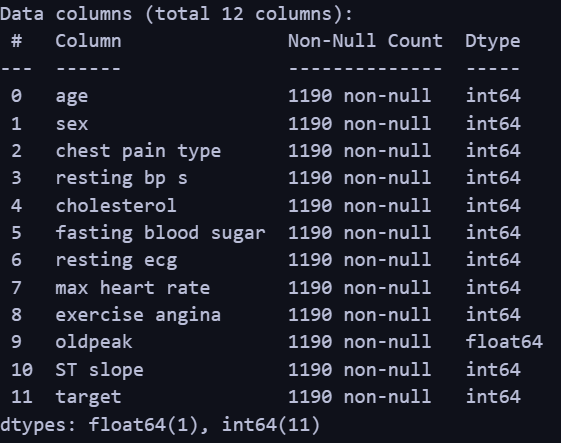 Data columns (total 12 columns):
 #   Column               Non-Null Count  Dtype
---  ------               --------------  -----
 0   age                  1190 non-null   int64
 1   sex                  1190 non-null   int64
 2   chest pain type      1190 non-null   int64
 3   resting bp s         1190 non-null   int64
 4   cholesterol          1190 non-null   int64
 5   fasting blood sugar  1190 non-null   int64
 6   resting ecg          1190 non-null   int64
 7   max heart rate       1190 non-null   int64
 8   exercise angina      1190 non-null   int64
 9   oldpeak              1190 non-null   float64
 10  ST slope             1190 non-null   int64
 11  target               1190 non-null   int64
dtypes: float64(1), int64(11)